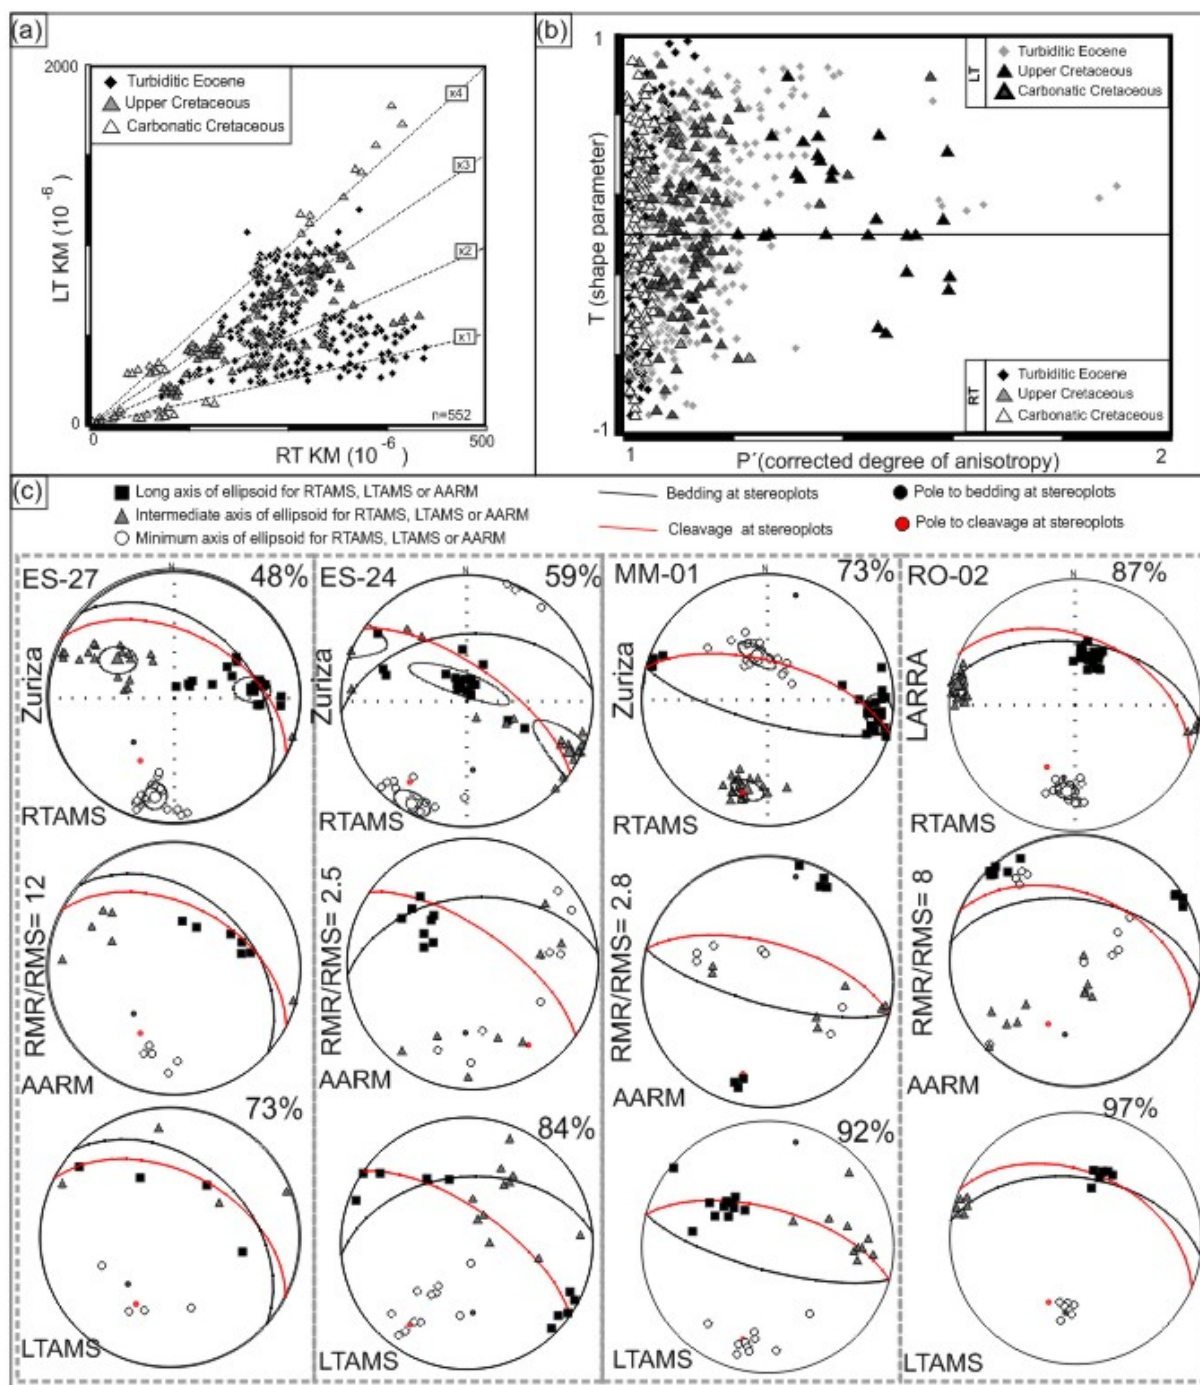 (a)
2000
Turbiditic Eocene
Upper Cretaceous
Carbonatic Cretaceous
x4
x3
x2
x1
LT KM (10 -6)
0
n=552
0
500
RT KM (10 -6)
(b)
1
LT
Turbiditic Eocene
Upper Cretaceous
Carbonatic Cretaceous
T (shape parameter)
RT
Turbiditic Eocene
Upper Cretaceous
Carbonatic Cretaceous
-1
1
P´(corrected degree of anisotropy)
2
(c)
Long axis of ellipsoid for RTAMS, LTAMS or AARM
Intermediate axis of ellipsoid for RTAMS, LTAMS or AARM
Minimum axis of ellipsoid for RTAMS, LTAMS or AARM
Bedding at stereoplots
Cleavage at stereoplots
Pole to bedding at stereoplots
Pole to cleavage at stereoplots
ES-27
N
48%
Zuriza
RTAMS
RMR/RMS= 12
AARM
73%
LTAMS
ES-24
N
59%
Zuriza
RTAMS
RMR/RMS= 2.5
AARM
84%
LTAMS
MM-01
N
73%
Zuriza
RTAMS
RMR/RMS= 2.8
AARM
92%
LTAMS
RO-02
N
87%
LARRA
RTAMS
RMR/RMS= 8
AARM
97%
LTAMS